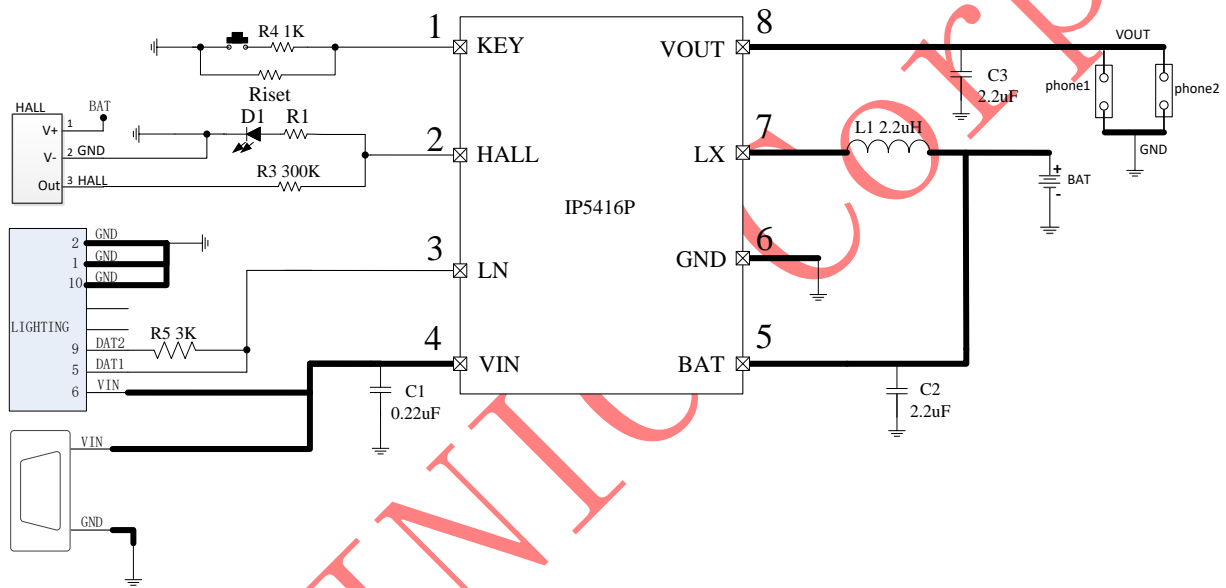 1
8
R4 1K
KEY
VOUT
VOUT
Riset
C3
2.2uF
phone1
phone2
GND
HALL
BAT
V+
1
V-
2
GND
Out
3
HALL
D1
R1
R3 300K
2
HALL
7
LX
L1 2.2uH
+
-
BAT
IP5416P
6
GND
3
LN
LIGHTING
2
GND
1
GND
10
GND
9
DAT2
R5 3K
5
DAT1
6
VIN
4
VIN
5
BAT
C1
0.22uF
C2
2.2uF
VIN
GND
INIC Corp